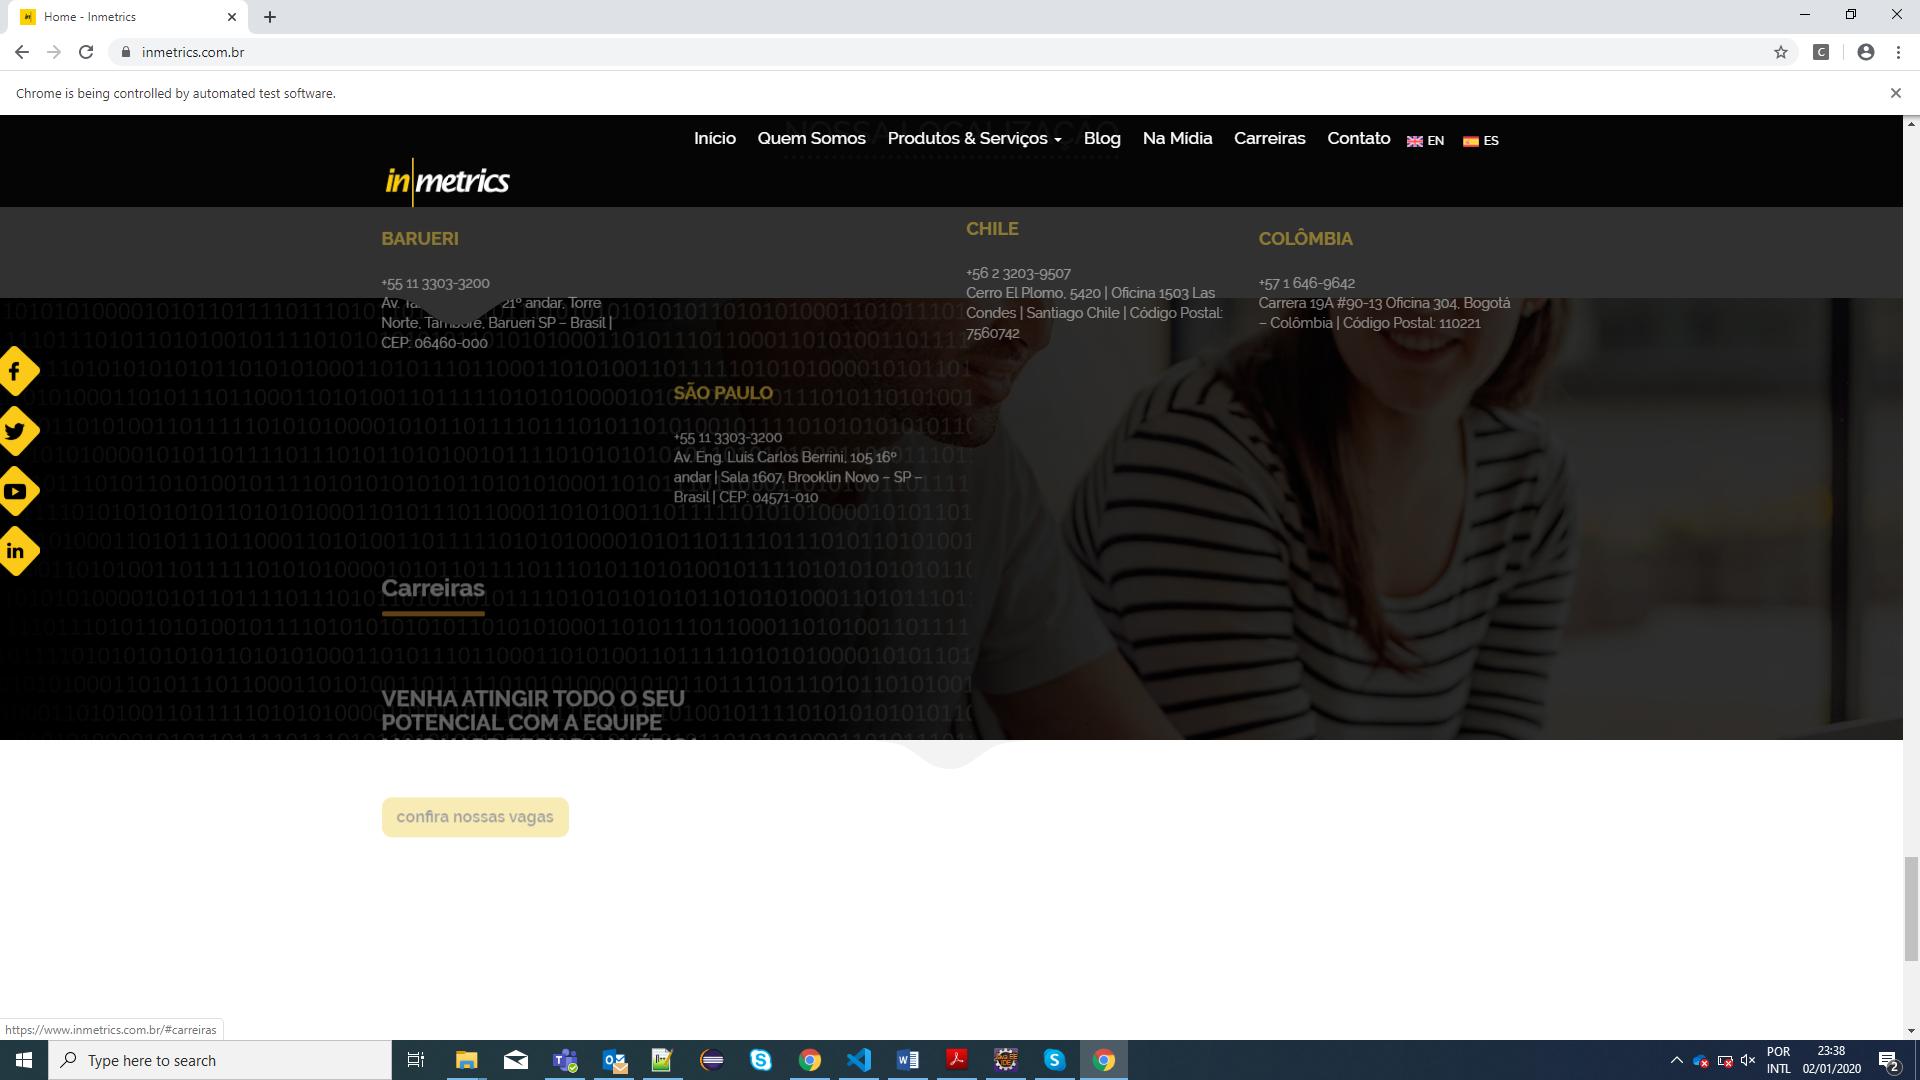 Home - Inmetrics
inmetrics.com.br
Chrome is being controlled by automated test software.
NOSSA LOCALIZAÇÃO
Início Quem Somos Produtos & Serviços Blog Na Mídia Carreiras Contato EN ES
inmetrics
BARUERI
+55 11 3303-3200
21º andar, Torre
Norte, Tamboré, Barueri SP – Brasil |
CEP: 06460-000
SÃO PAULO
+55 11 3303-3200
Av. Eng. Luís Carlos Berrini, 105 16º
andar | Sala 1607, Brooklin Novo – SP –
Brasil | CEP: 04571-010
CHILE
+56 2 3203-9507
Cerro El Plomo, 5420 | Oficina 1503 Las
Condes | Santiago Chile | Código Postal:
7560742
COLÔMBIA
+57 1 646-9642
Carrera 19A #90-13 Oficina 304, Bogotá
– Colômbia | Código Postal: 110221
Carreiras
VENHA ATINGIR TODO O SEU
POTENCIAL COM A EQUIPE
confira nossas vagas
https://www.inmetrics.com.br/#carreiras
Type here to search
POR
INTL
23:38
02/01/2020
2